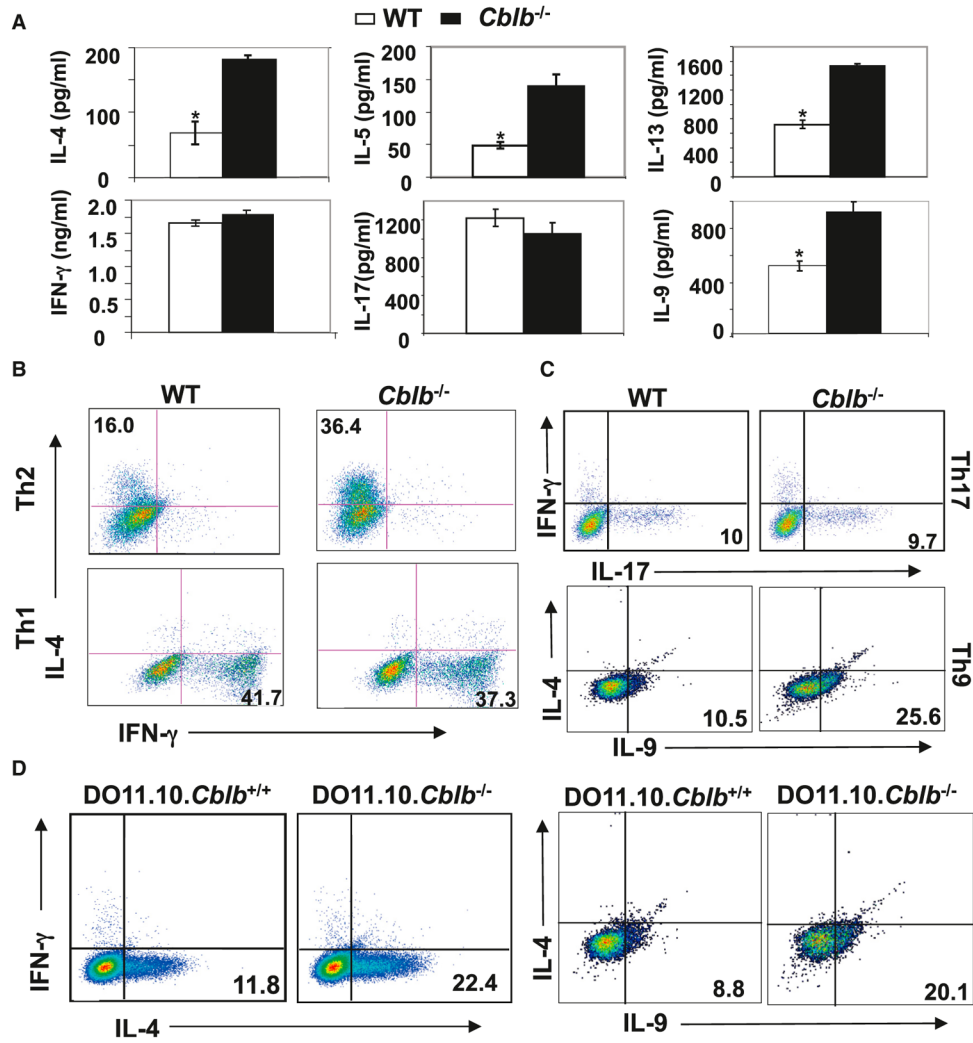 A
WT Cblb-/-
IL-4 (pg/ml)
200
100
0
IL-5 (pg/ml)
150
100
50
0
IL-13 (pg/ml)
1600
1200
800
400
0
IFN-γ (ng/ml)
2.0
1.5
1.0
0.5
0
IL-17(pg/ml)
1200
800
400
0
IL-9 (pg/ml)
800
400
0
*
*
*
*
B
WT Cblb-/-
Th2
16.0 36.4
Th1
IL-4
41.7 37.3
IFN-γ
C
WT Cblb-/-
IFN-γ
10 9.7
Th17
IL-17
IL-4
10.5 25.6
Th9
IL-9
D
DO11.10.Cblb+/+ DO11.10.Cblb-/-
IFN-γ
11.8 22.4
IL-4
DO11.10.Cblb+/+ DO11.10.Cblb-/-
IL-4
8.8 20.1
IL-9